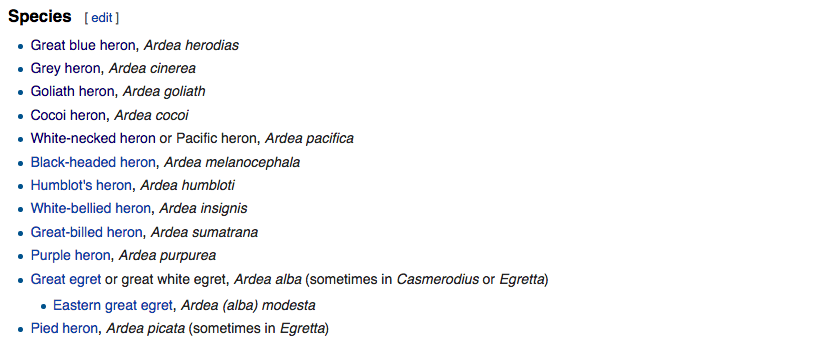 Species [ edit ]
• Great blue heron, Ardea herodias
• Grey heron, Ardea cinerea
• Goliath heron, Ardea goliath
• Cocoi heron, Ardea cocoi
• White-necked heron or Pacific heron, Ardea pacifica
• Black-headed heron, Ardea melanocephala
• Humblot's heron, Ardea humbloti
• White-bellied heron, Ardea insignis
• Great-billed heron, Ardea sumatrana
• Purple heron, Ardea purpurea
• Great egret or great white egret, Ardea alba (sometimes in Casmerodius or Egretta)
• Eastern great egret, Ardea (alba) modesta
• Pied heron, Ardea picata (sometimes in Egretta)